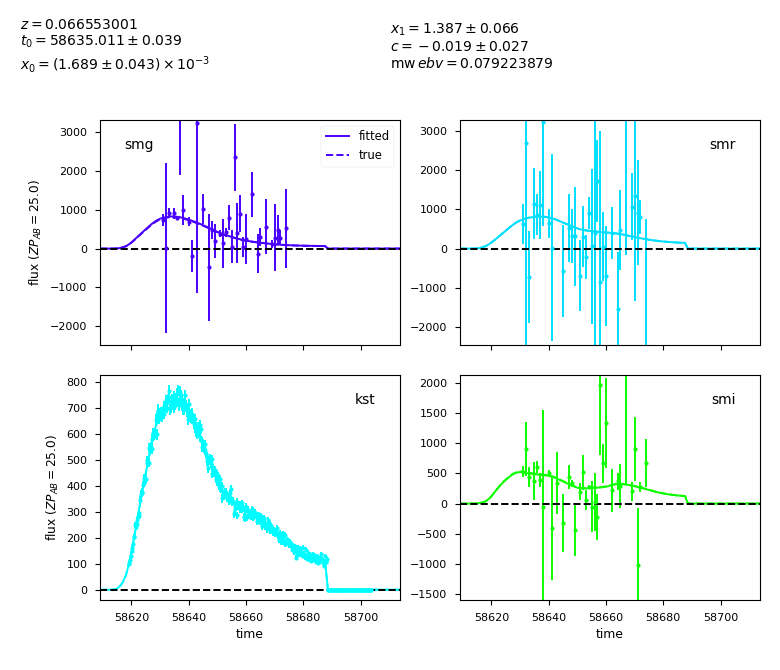 z = 0.066553001
t₀ = 58635.011 ± 0.039
x₀ = (1.689 ± 0.043) × 10⁻³
x₁ = 1.387 ± 0.066
c = −0.019 ± 0.027
mw ebv = 0.079223879
smg
fitted
true
3000
2000
1000
0
−1000
−2000
flux (ZP_AB = 25.0)
smr
3000
2000
1000
0
−1000
−2000
kst
800
700
600
500
400
300
200
100
0
flux (ZP_AB = 25.0)
58620 58640 58660 58680 58700
time
smi
2000
1500
1000
500
0
−500
−1000
−1500
58620 58640 58660 58680 58700
time